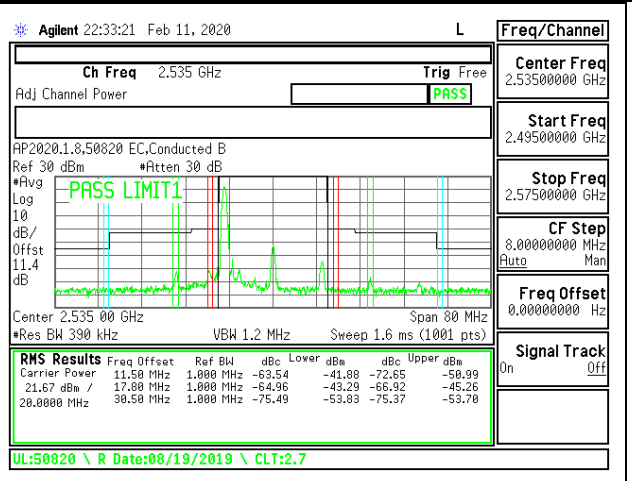 Agilent 22:33:21 Feb 11, 2020 L
Freq/Channel
Ch Freq 2.535 GHz Trig Free
Adj Channel Power PASS
AP2020.1.8,50820 EC,Conducted B
Ref 30 dBm #Atten 30 dB
#Avg
Log
10
dB/
Offst
11.4
dB
PASS LIMIT1
Center 2.535 00 GHz Span 80 MHz
#Res BW 390 kHz VBW 1.2 MHz Sweep 1.6 ms (1001 pts)
RMS Results Freq Offset Ref BW dBc Lower dBm dBc Upper dBm
Carrier Power 11.50 MHz 1.000 MHz -63.54 -41.88 -72.65 -50.99
21.67 dBm / 17.80 MHz 1.000 MHz -64.96 -43.29 -66.92 -45.26
20.0000 MHz 30.50 MHz 1.000 MHz -75.49 -53.83 -75.37 -53.70
UL:50820 \ R Date:08/19/2019 \ CLT:2.7
Center Freq
2.53500000 GHz
Start Freq
2.49500000 GHz
Stop Freq
2.57500000 GHz
CF Step
8.00000000 MHz
Auto Man
Freq Offset
0.00000000 Hz
Signal Track
On Off